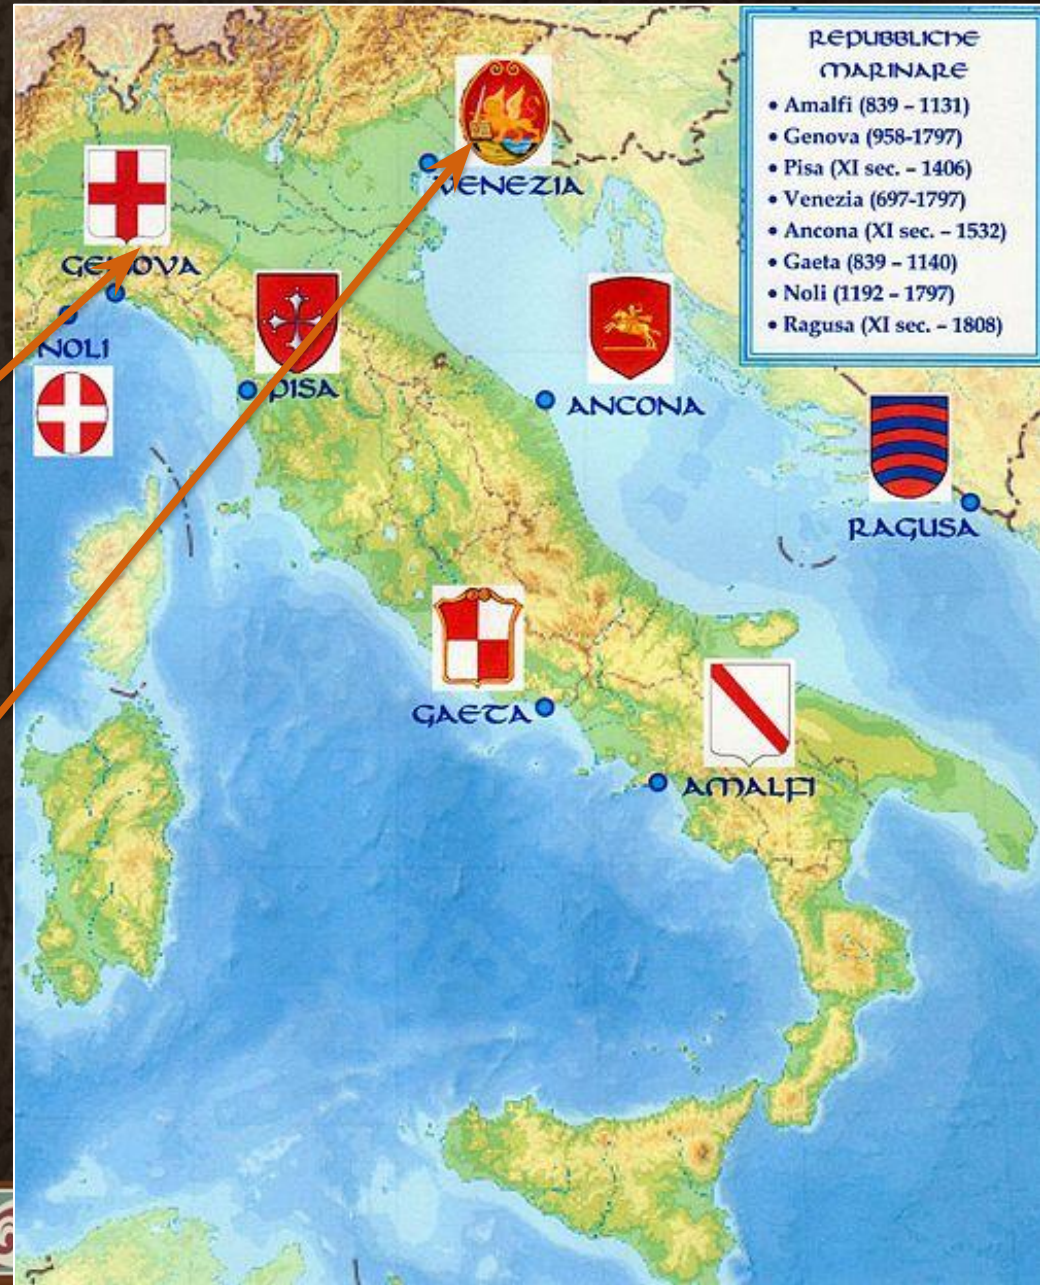 REPUBBLICHE
MARINARE
• Amalfi (839 – 1131)
• Genova (958-1797)
• Pisa (XI sec. – 1406)
• Venezia (697-1797)
• Ancona (XI sec. – 1532)
• Gaeta (839 – 1140)
• Noli (1192 – 1797)
• Ragusa (XI sec. – 1808)
VENEZIA
GENOVA
NOLI
PISA
ANCONA
RAGUSA
GAETA
AMALFI